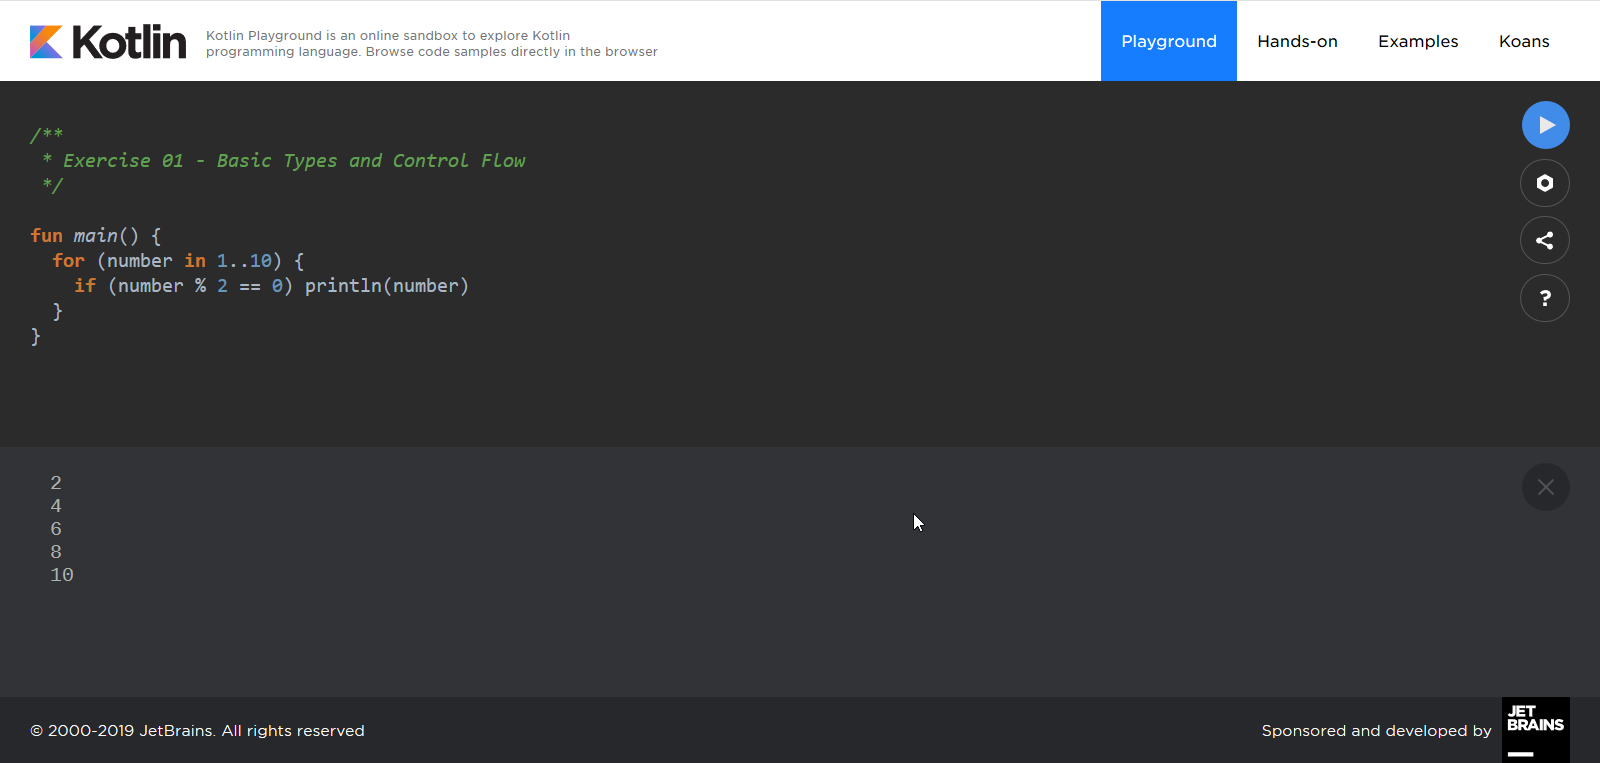 Kotlin
Kotlin Playground is an online sandbox to explore Kotlin
programming language. Browse code samples directly in the browser
Playground
Hands-on
Examples
Koans
/**
 * Exercise 01 - Basic Types and Control Flow
 */
fun main() {
  for (number in 1..10) {
    if (number % 2 == 0) println(number)
  }
}
?
2
4
6
8
10
© 2000-2019 JetBrains. All rights reserved
Sponsored and developed by
JET
BRAINS